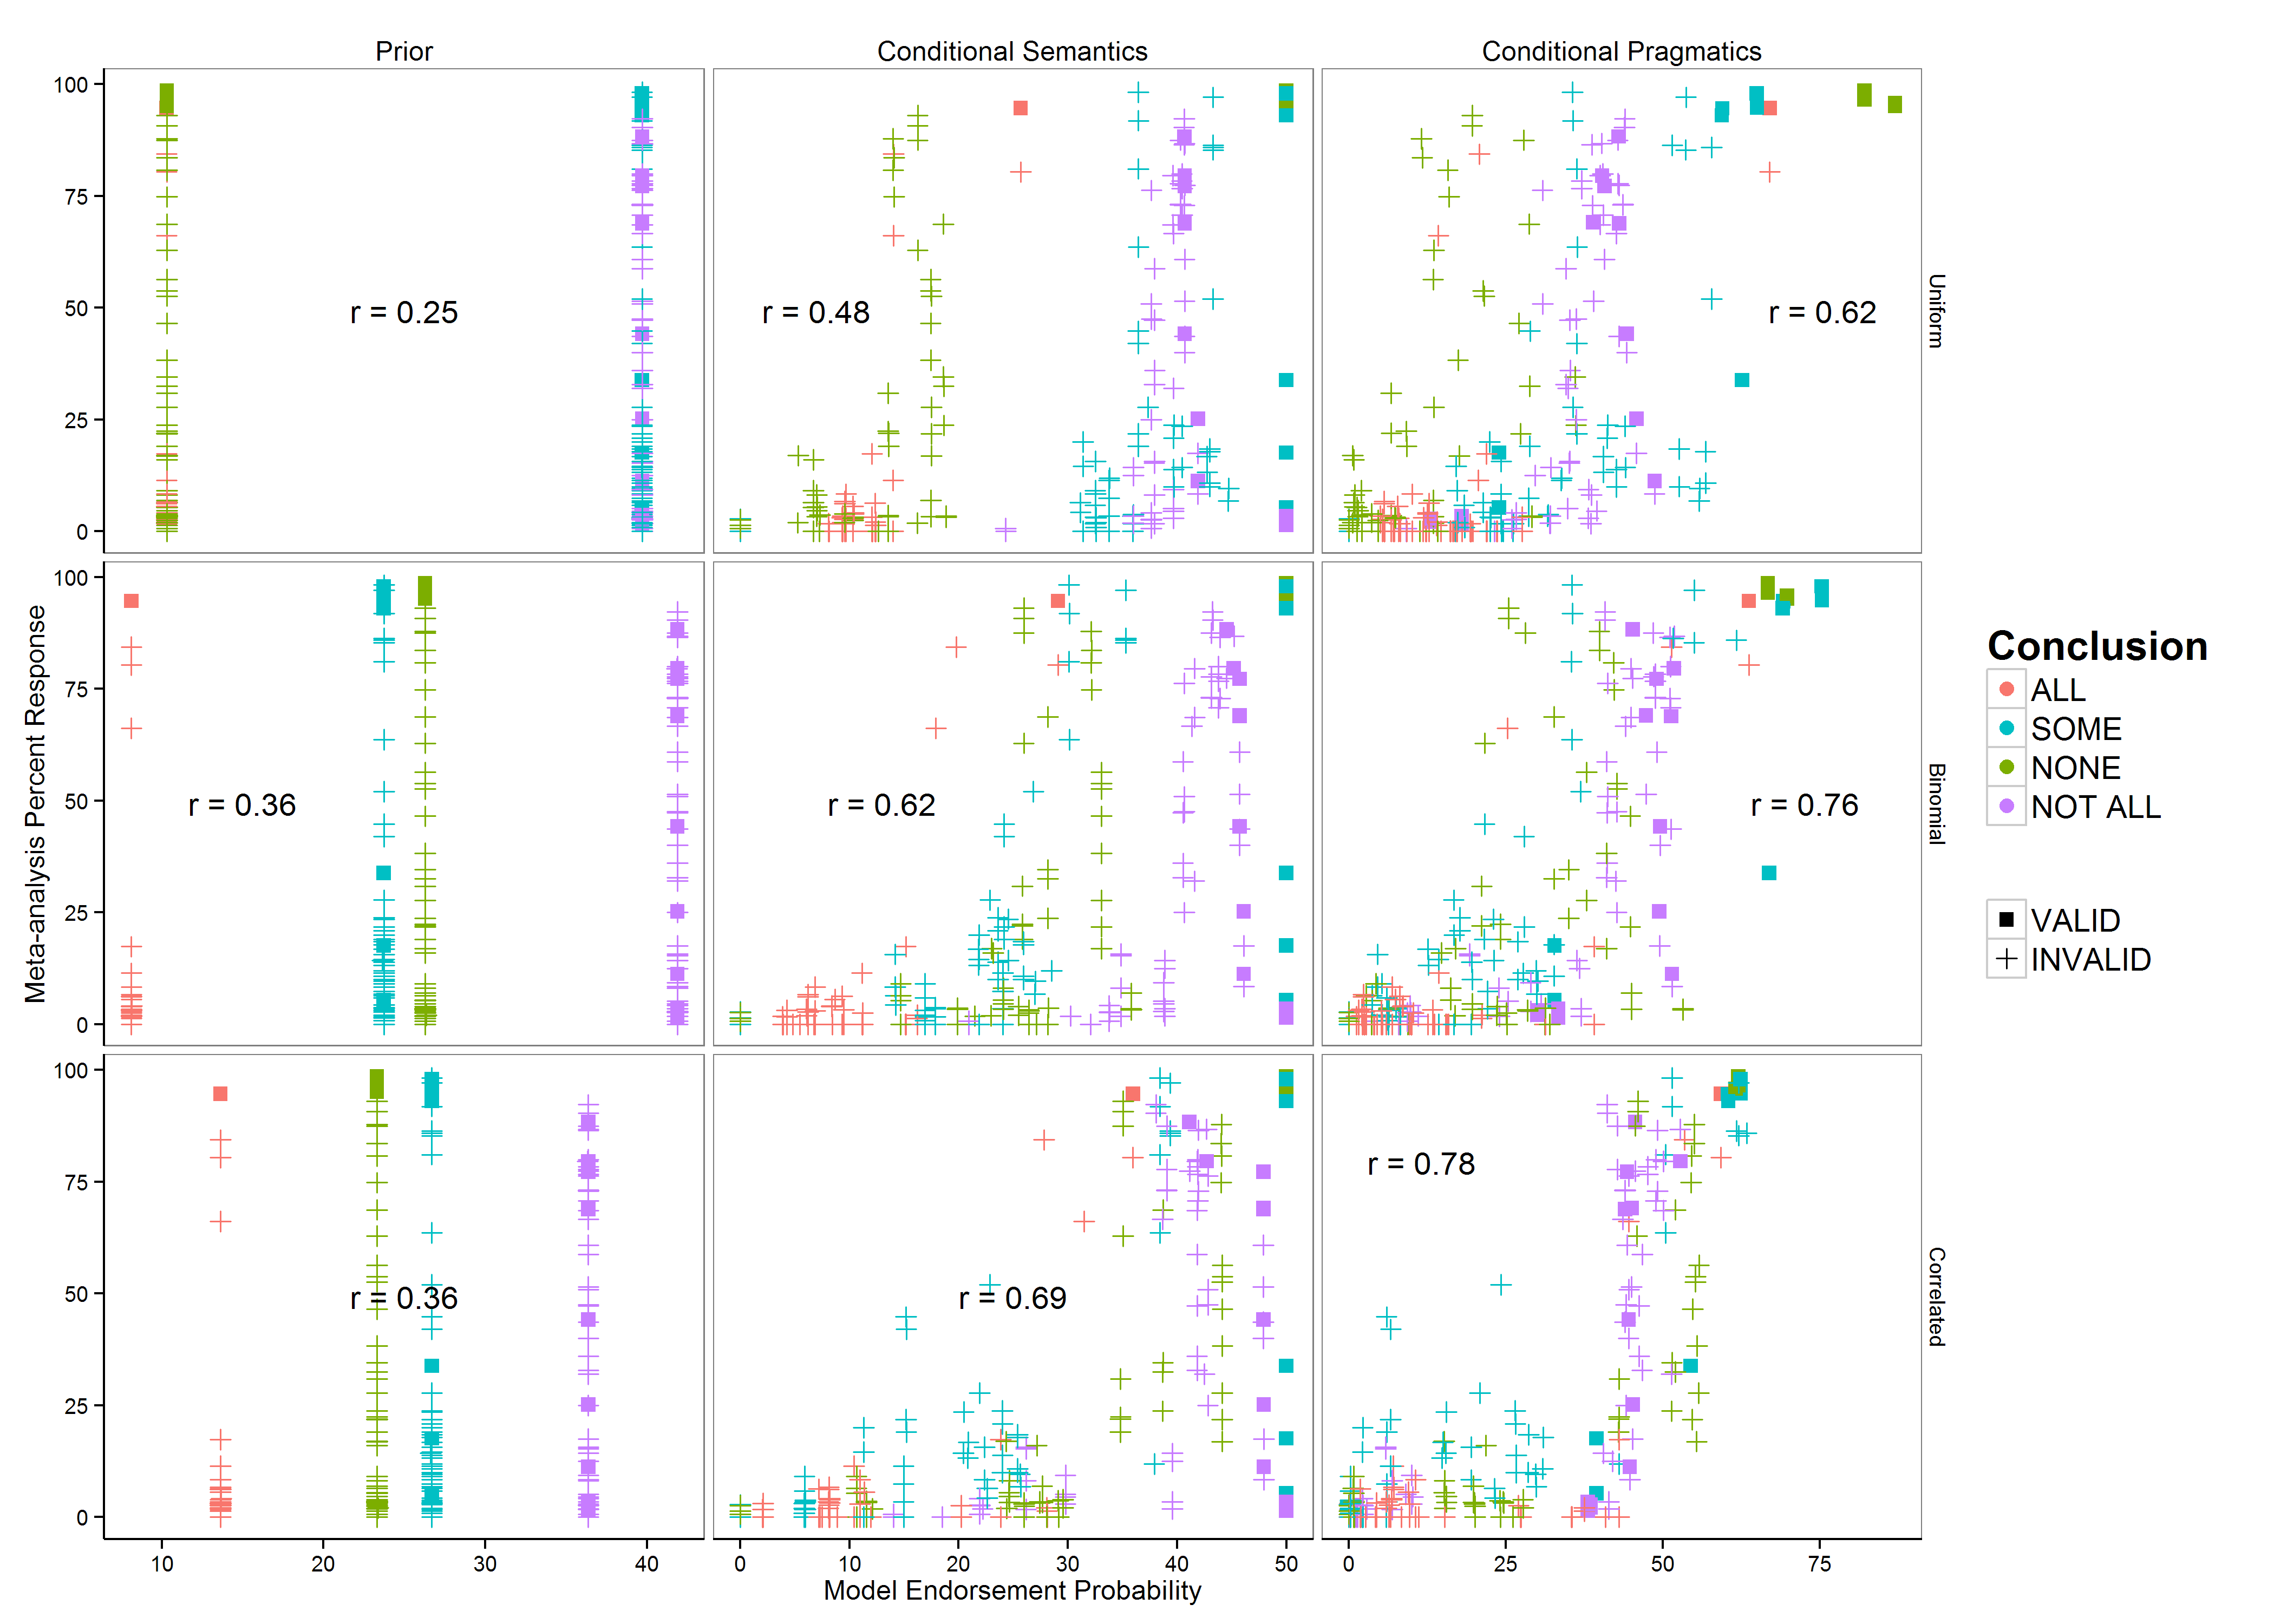 Prior
Conditional Semantics
Conditional Pragmatics
100
75
50
25
0
r = 0.25
r = 0.48
r = 0.62
Uniform
Meta-analysis Percent Response
100
75
50
25
0
r = 0.36
r = 0.62
r = 0.76
Binomial
100
75
50
25
0
r = 0.36
r = 0.69
r = 0.78
Correlated
10 20 30 40
0 10 20 30 40 50
0 25 50 75
Model Endorsement Probability
Conclusion
ALL
SOME
NONE
NOT ALL
VALID
INVALID